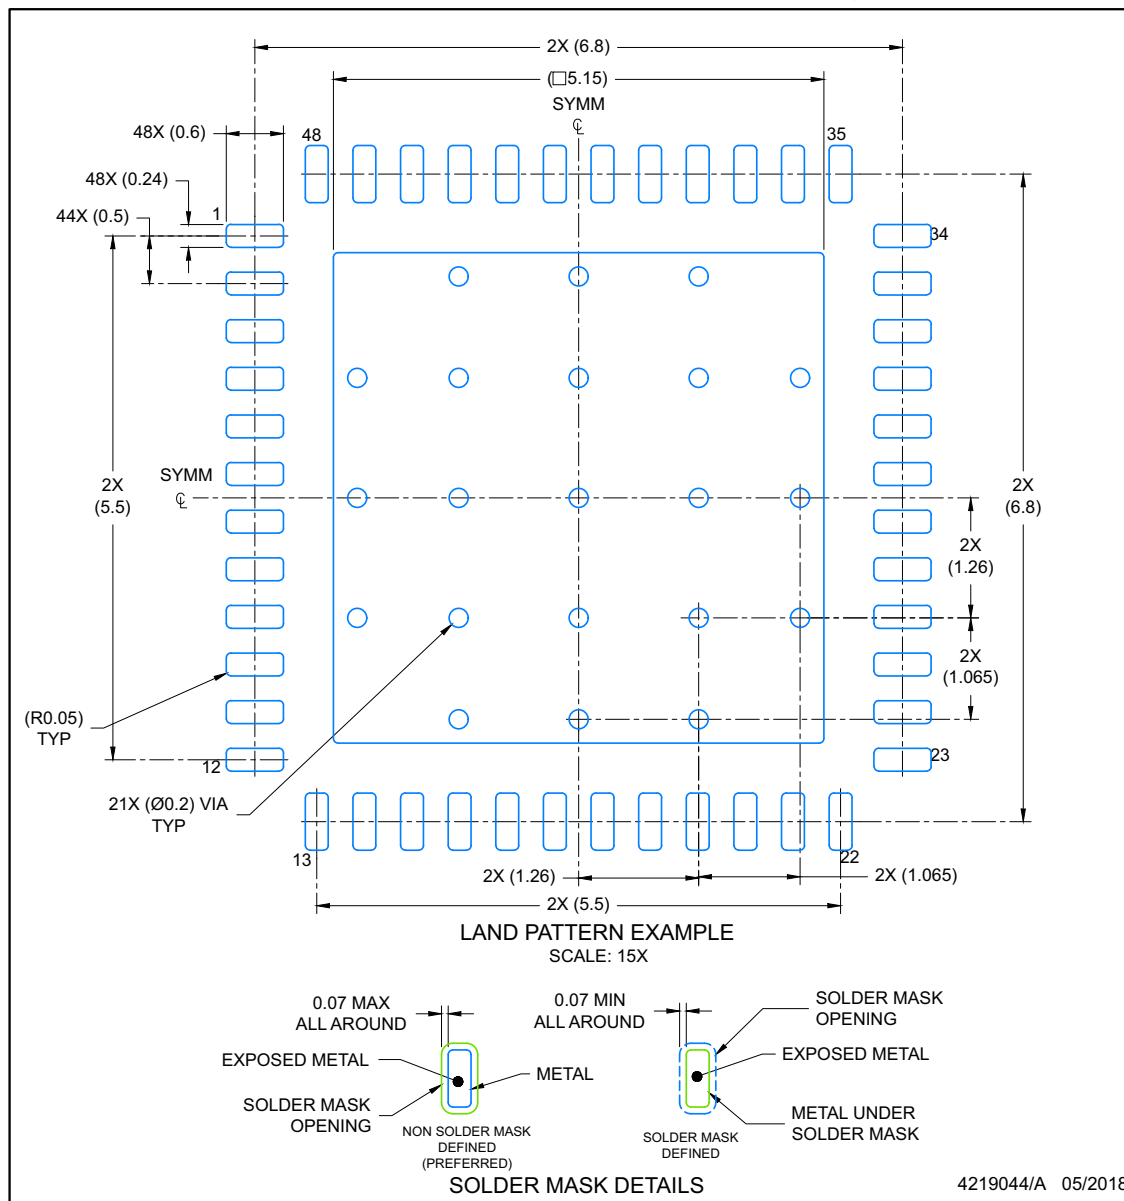 2X (6.8)
(□5.15)
SYMM
℄
48X (0.6)
48
35
48X (0.24)
1
44X (0.5)
34
SYMM
℄
2X
(5.5)
2X
(6.8)
2X
(1.26)
2X
(1.065)
(R0.05)
TYP
12
23
21X (Ø0.2) VIA
TYP
13
22
2X (1.26)
2X (1.065)
2X (5.5)
LAND PATTERN EXAMPLE
SCALE: 15X
0.07 MAX
ALL AROUND
0.07 MIN
ALL AROUND
SOLDER MASK
OPENING
EXPOSED METAL
EXPOSED METAL
METAL
SOLDER MASK
OPENING
METAL UNDER
SOLDER MASK
NON SOLDER MASK
DEFINED
(PREFERRED)
SOLDER MASK
DEFINED
SOLDER MASK DETAILS
4219044/A 05/2018